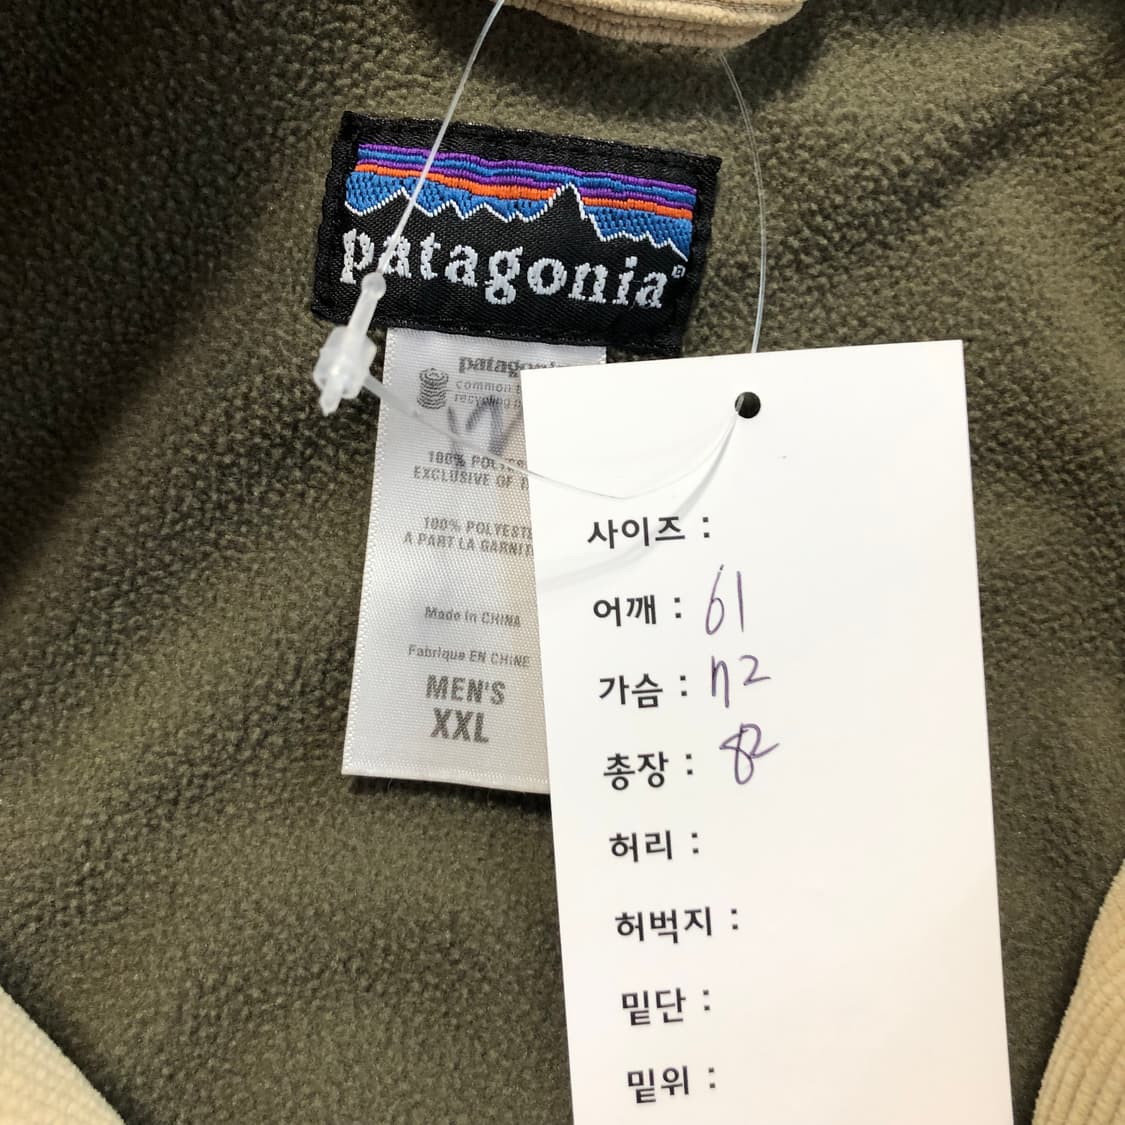 patagonia®
patagonia
common
recycling
100%
EXCLUSIVE OF
100% POLYESTE
A PART LA GARNIT
Made in CHINA
Fabrique EN CHINE
MEN'S
XXL
사이즈 :
어깨 : 61
가슴 : 72
총장 : 82
허리 :
허벅지 :
밑단 :
밑위 :